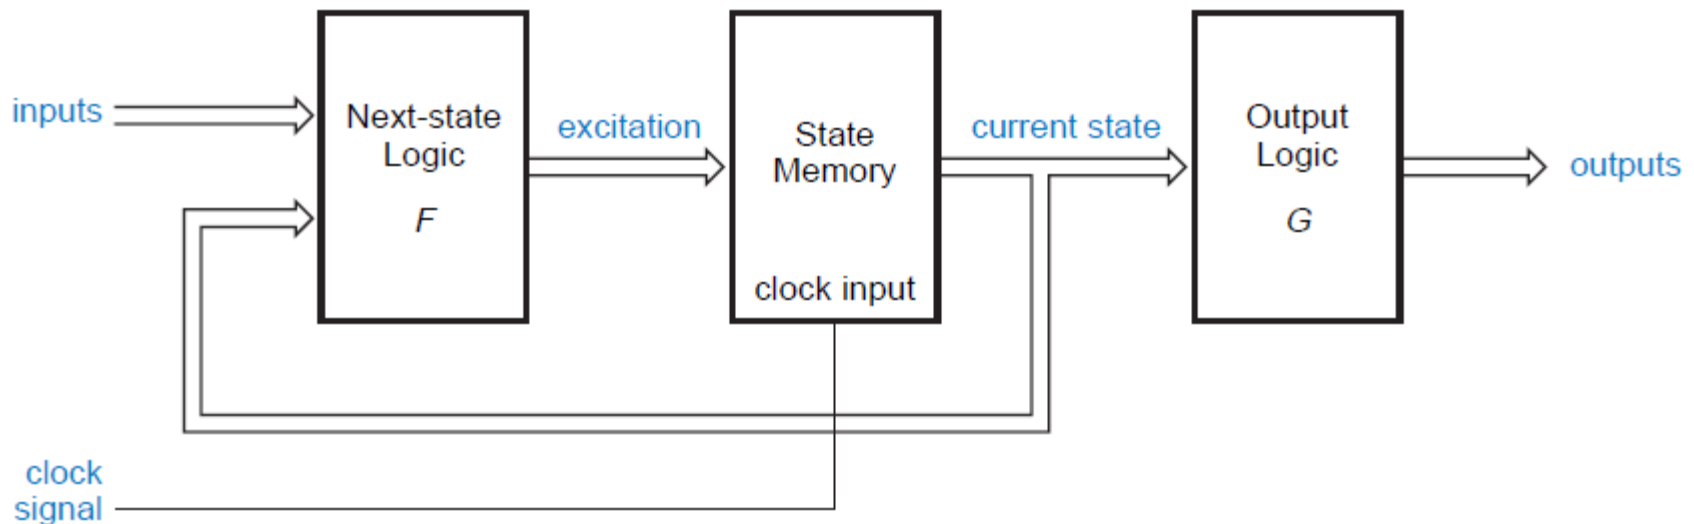 inputs
Next-state
Logic
F
excitation
State
Memory
clock input
current state
Output
Logic
G
outputs
clock
signal